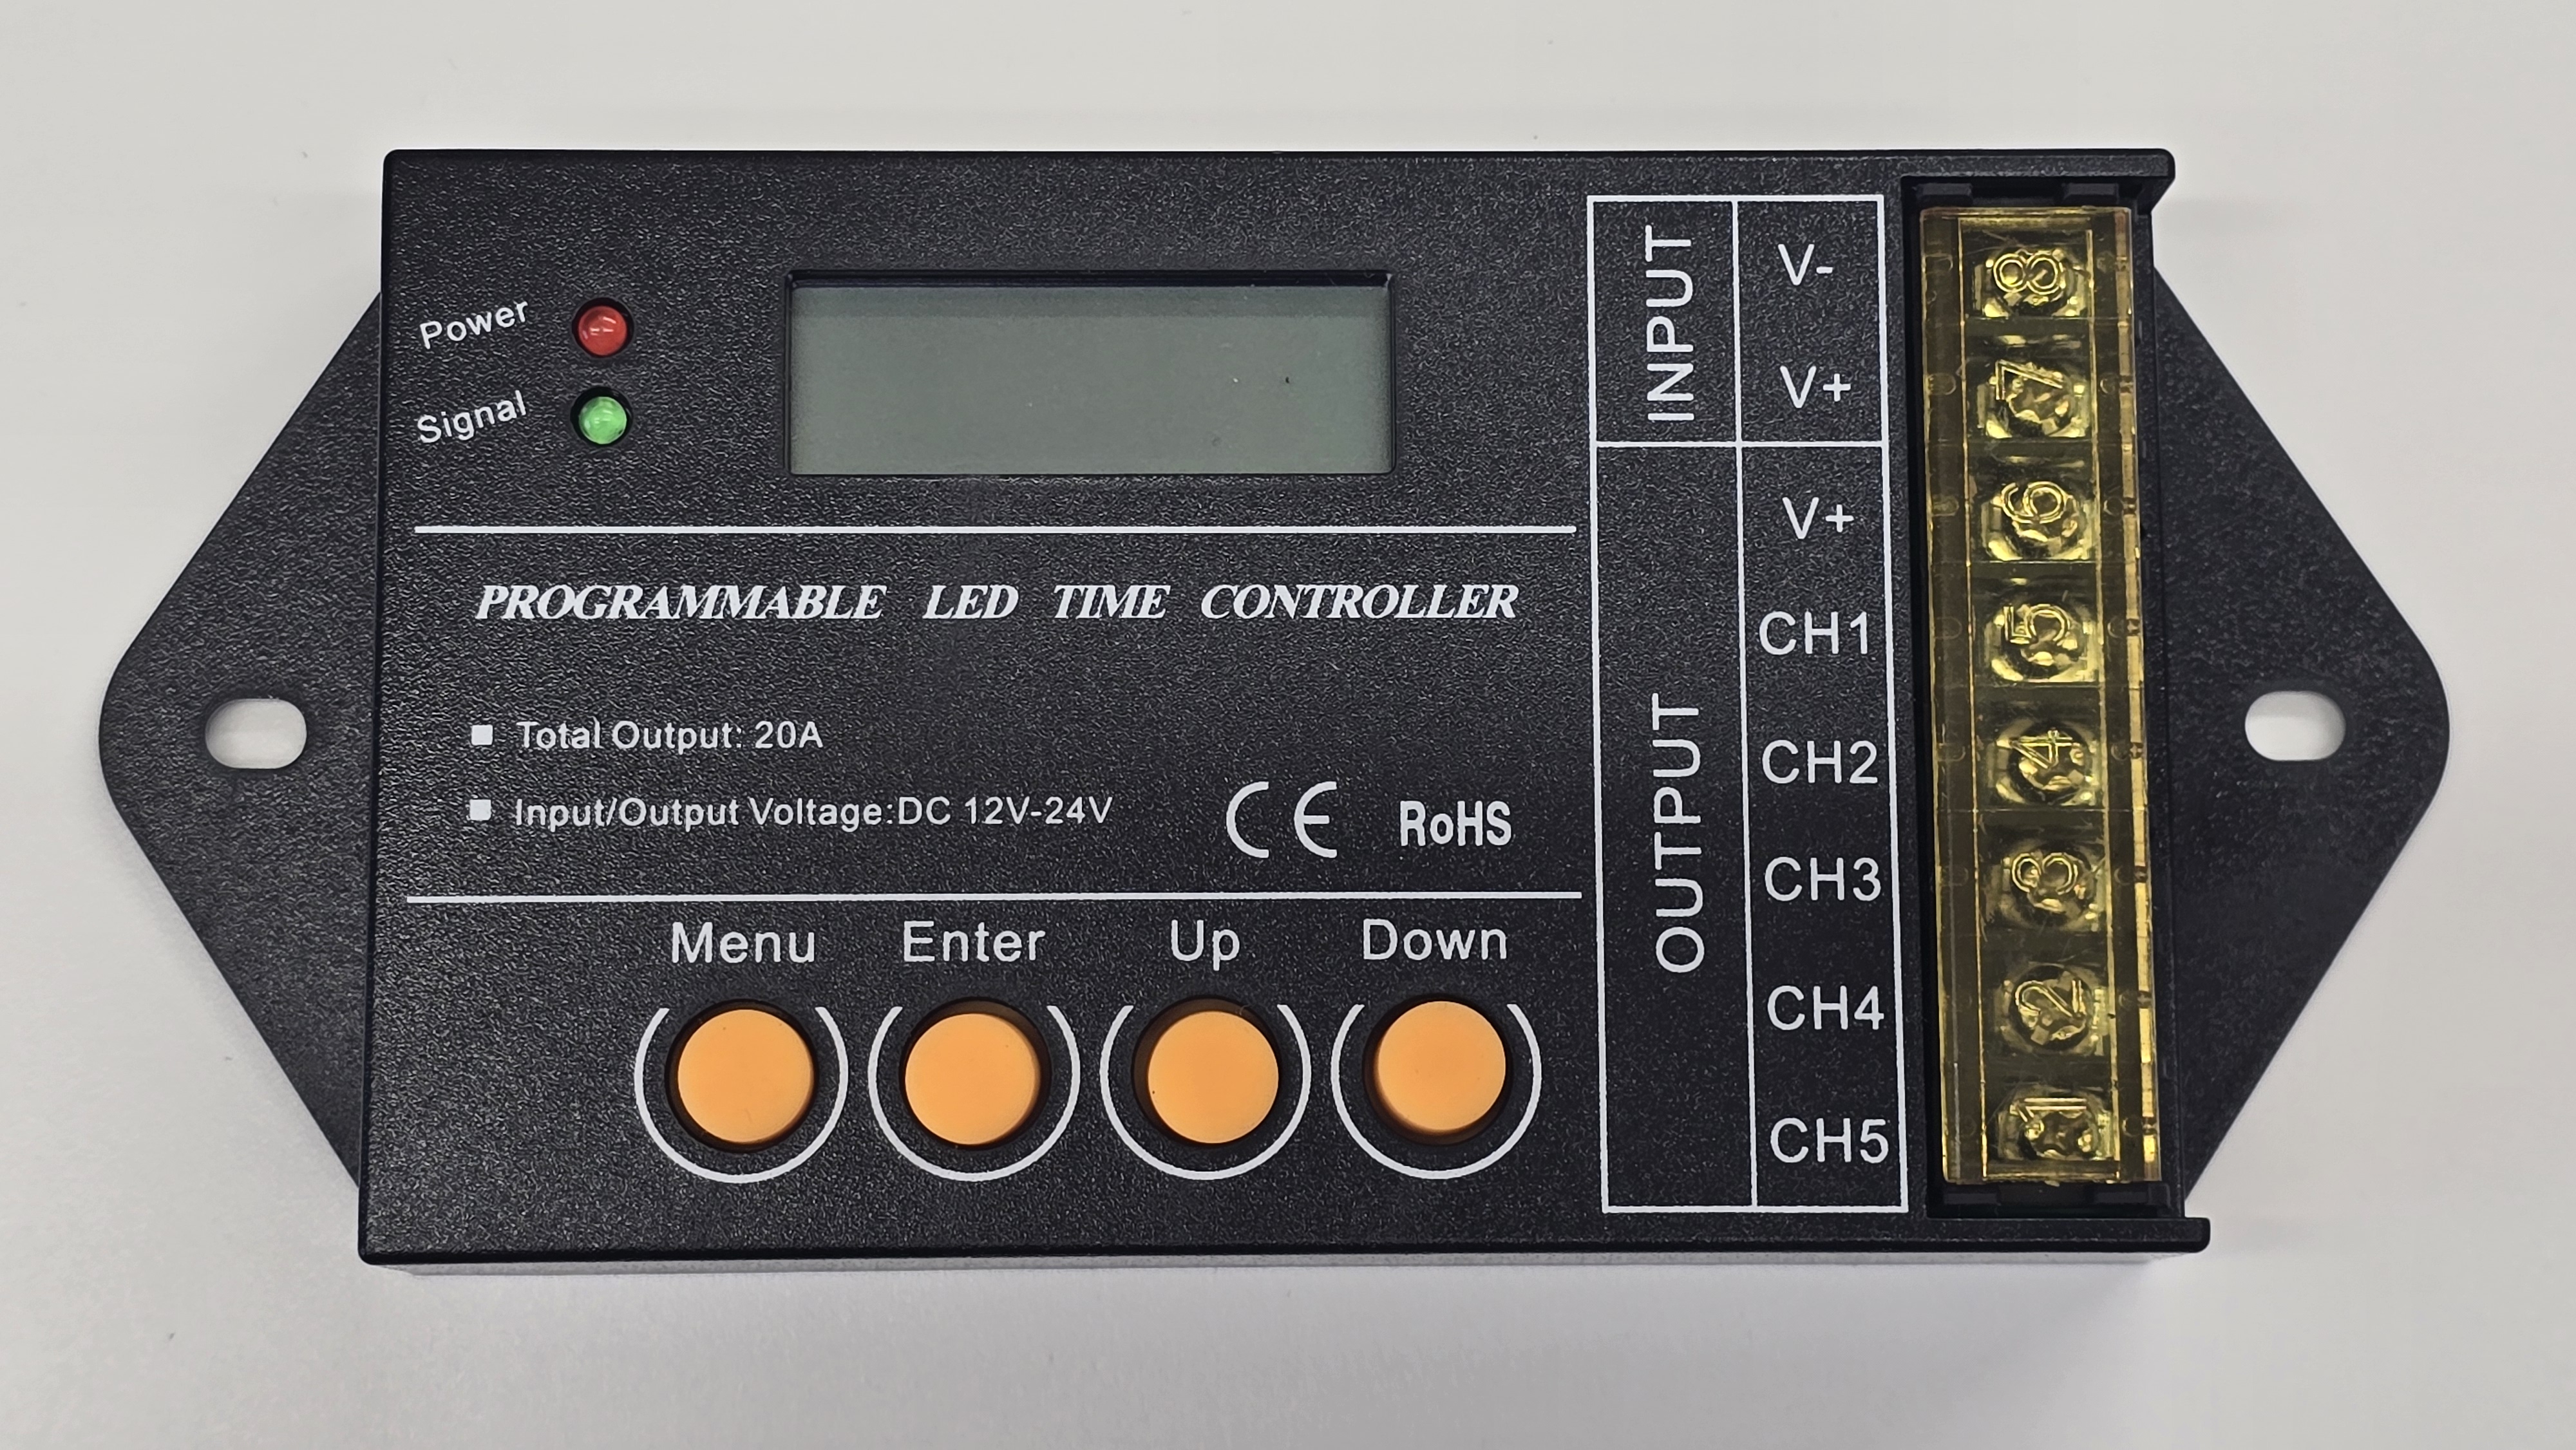 Power
Signal
PROGRAMMABLE LED TIME CONTROLLER
Total Output: 20A
Input/Output Voltage:DC 12V-24V
CE RoHS
Menu Enter Up Down
INPUT
V-
V+
OUTPUT
V+
CH1
CH2
CH3
CH4
CH5
8
7
6
5
4
3
2
1